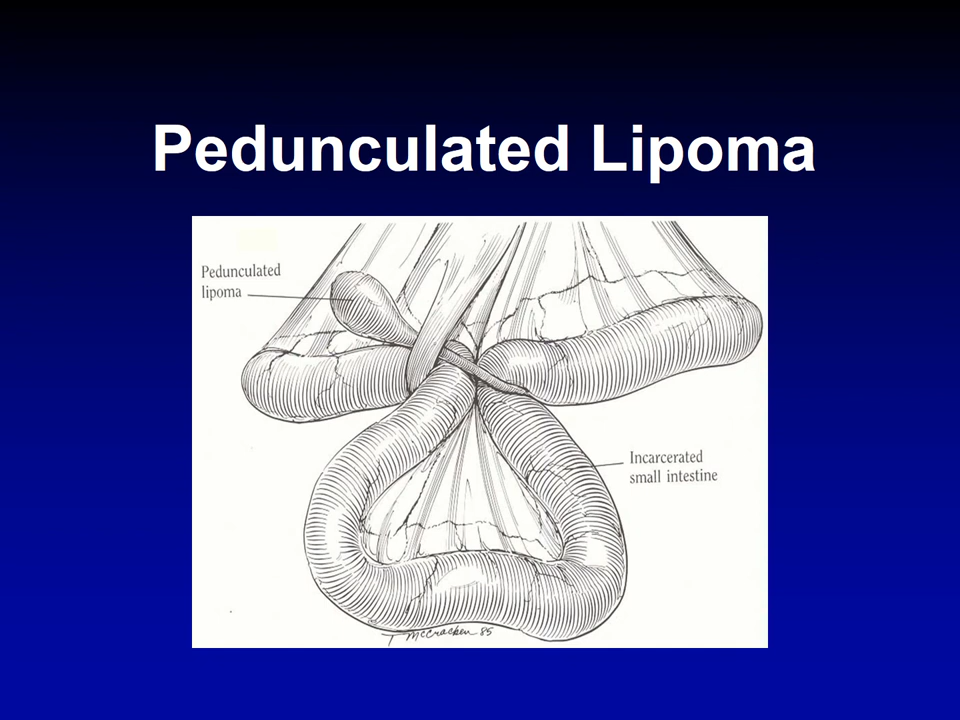 Pedunculated Lipoma
Pedunculated
lipoma
Incarcerated
small intestine
T McCracken 85